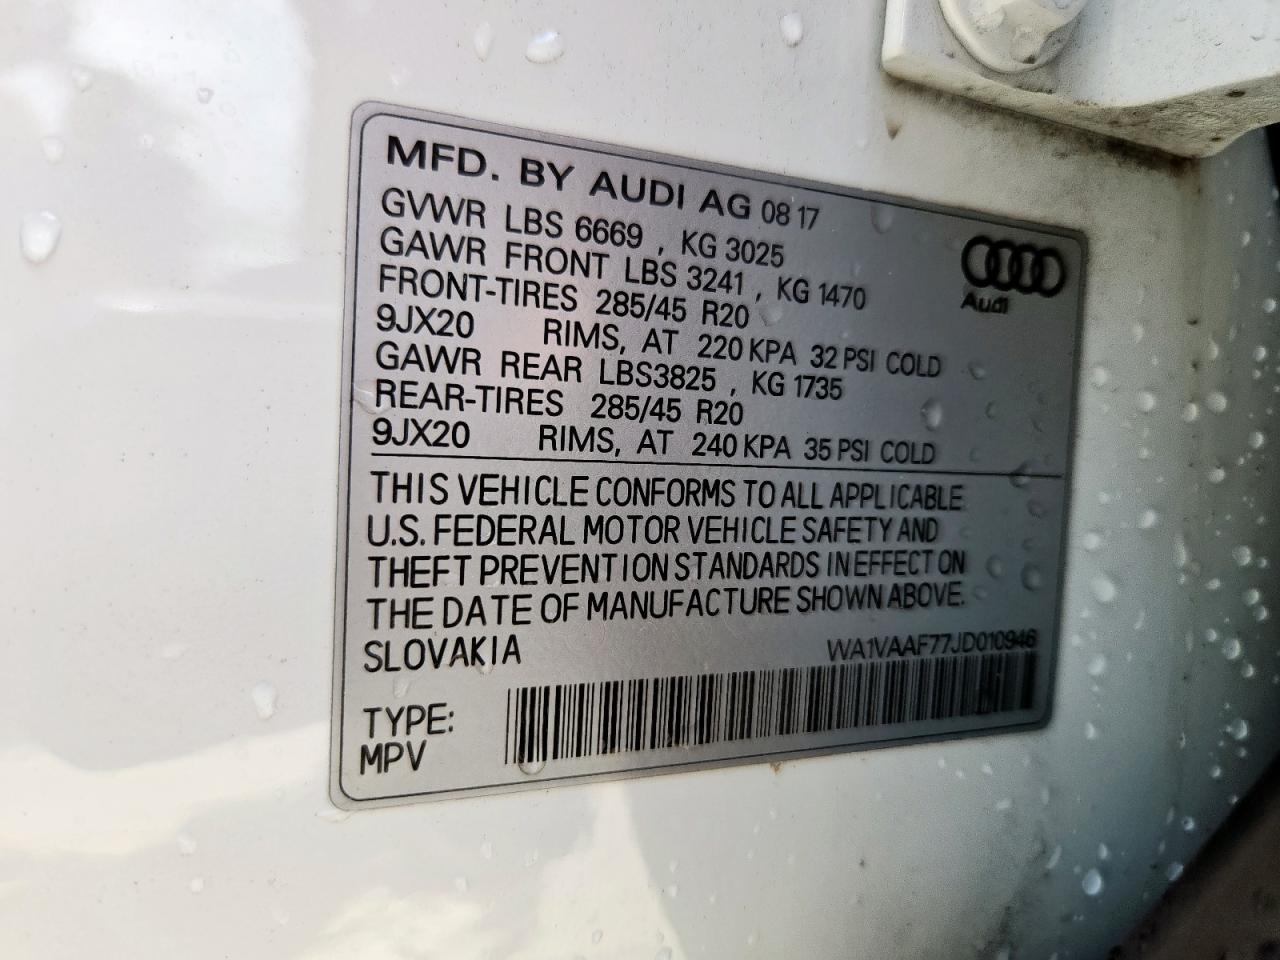 MFD. BY AUDI AG 08 17
GVWR LBS 6669 , KG 3025
GAWR FRONT LBS 3241 , KG 1470
FRONT-TIRES 285/45 R20
9JX20 RIMS, AT 220 KPA 32 PSI COLD
GAWR REAR LBS3825 , KG 1735
REAR-TIRES 285/45 R20
9JX20 RIMS, AT 240 KPA 35 PSI COLD
Audi
THIS VEHICLE CONFORMS TO ALL APPLICABLE
U.S. FEDERAL MOTOR VEHICLE SAFETY AND
THEFT PREVENTION STANDARDS IN EFFECT ON
THE DATE OF MANUFACTURE SHOWN ABOVE.
SLOVAKIA WA1VAAF77JD010946
TYPE:
MPV